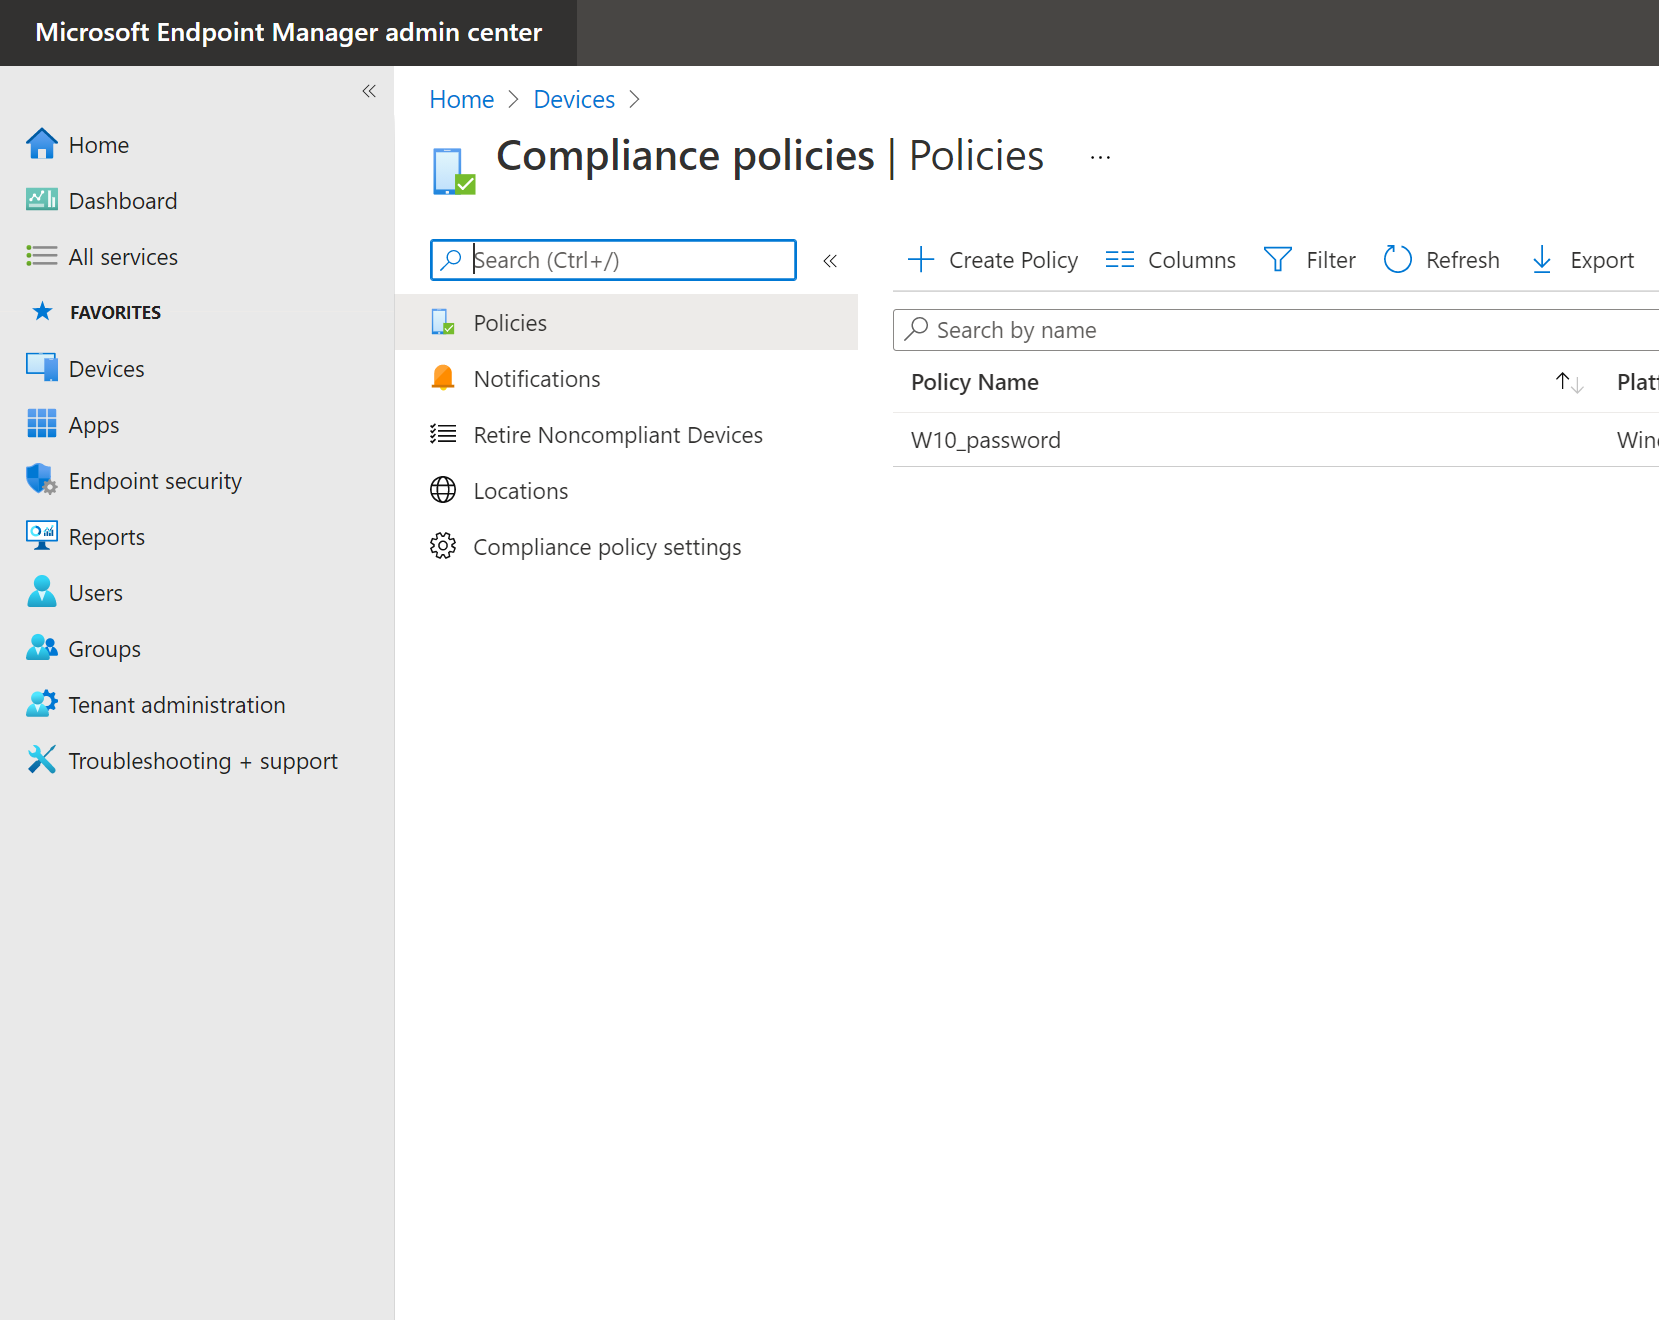 Microsoft Endpoint Manager admin center
Home
Dashboard
All services
FAVORITES
Devices
Apps
Endpoint security
Reports
Users
Groups
Tenant administration
Troubleshooting + support
Home > Devices >
Compliance policies | Policies ...
Search (Ctrl+/)
Policies
Notifications
Retire Noncompliant Devices
Locations
Compliance policy settings
Create Policy Columns Filter Refresh Export
Search by name
Policy Name
W10_password